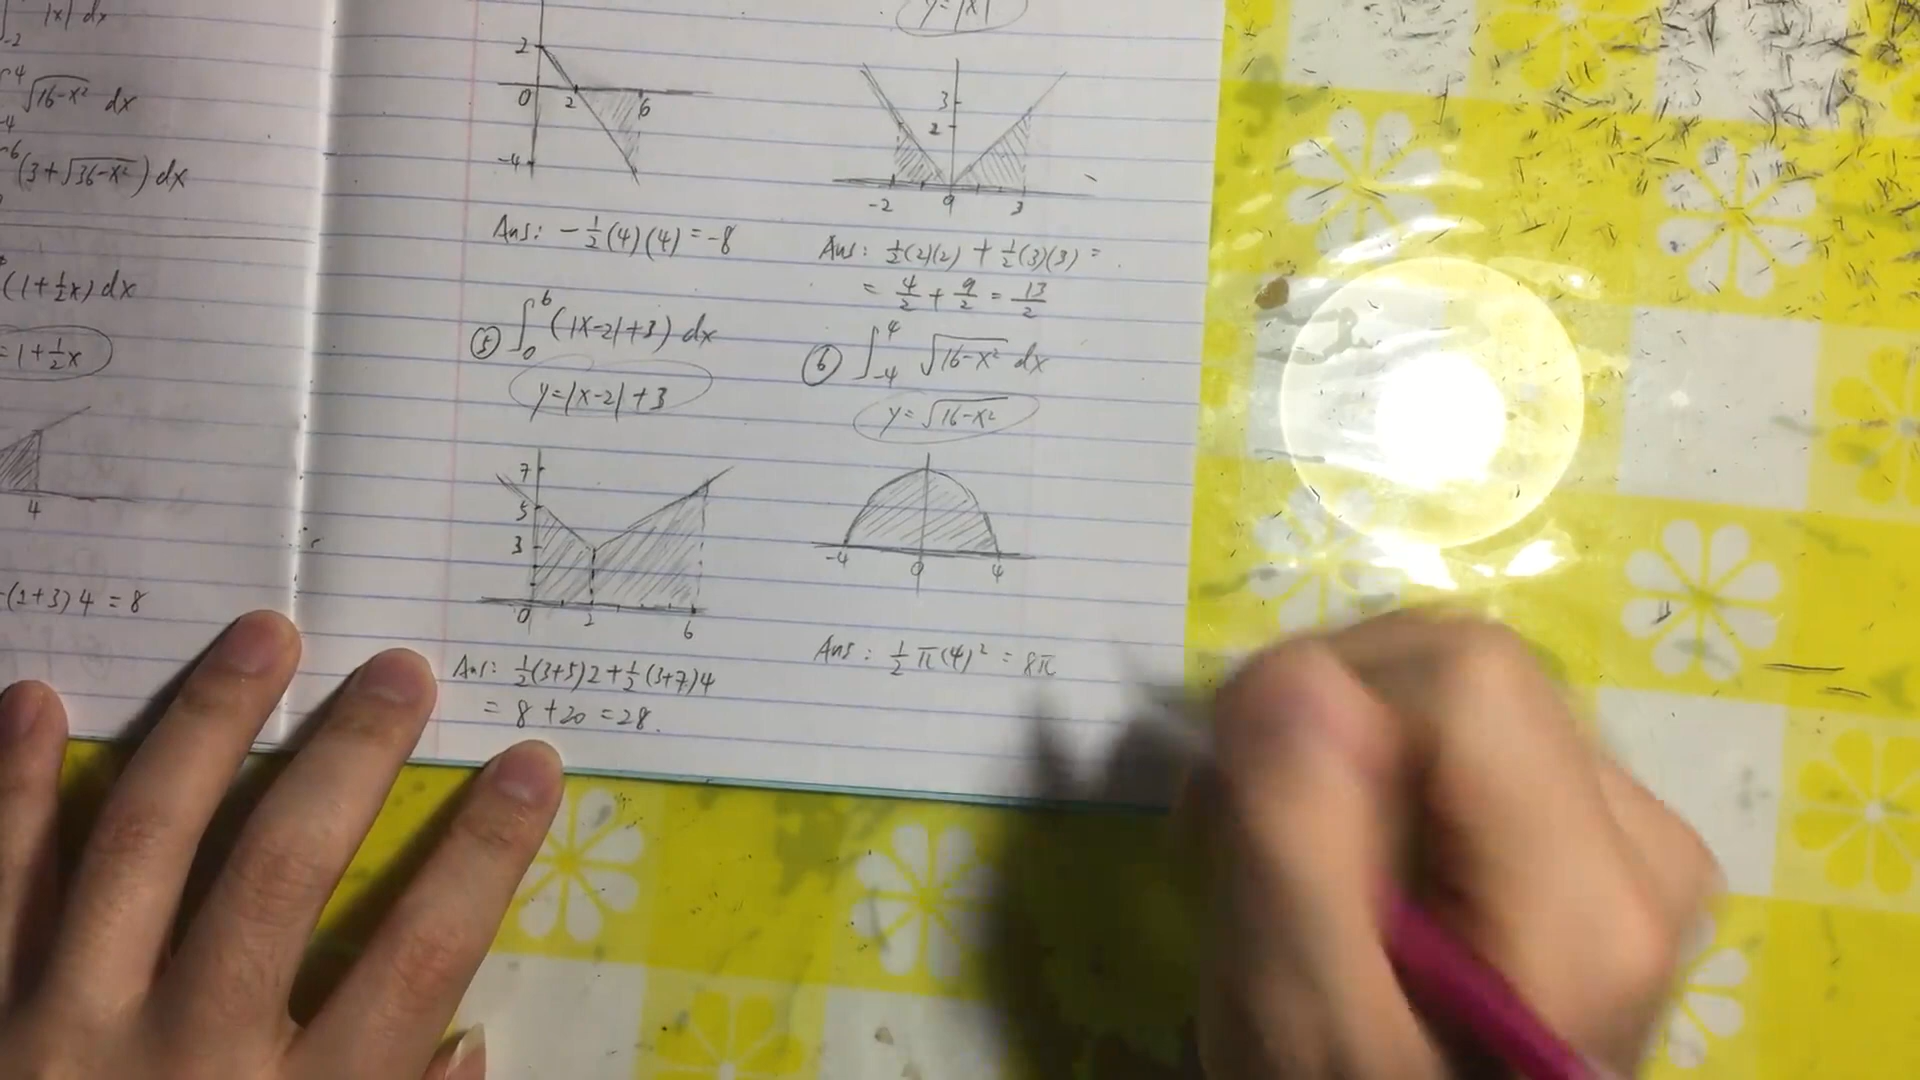 |x| dx
-2
4
√16-x² dx
-4
6
(3+√36-x²) dx
(1+½x) dx
= 1+½x
4
(1+3) 4 = 8
2
0 2 6
-4
Ans: -½(4)(4) = -8
y=|x|
3
2
-2 0 3
Ans: ½(2)(2) + ½(3)(3) =
= 4/2 + 9/2 = 13/2
⑤ ∫₀⁶ (|x-2|+3) dx
y=|x-2|+3
7
5
3
0 2 6
Ans: ½(3+5)2+½(3+7)4
= 8 +20 =28.
⑥ ∫₋₄⁴ √16-x² dx
y=√16-x²
-4 0 4
Ans: ½π(4)² = 8π